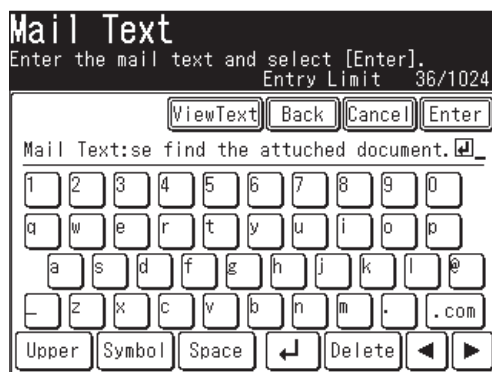 Mail Text
Enter the mail text and select [Enter].
Entry Limit 36/1024
ViewText Back Cancel Enter
Mail Text:se find the attuched document.↵_
1 2 3 4 5 6 7 8 9 0
q w e r t y u i o p
a s d f g h j k l @
_ z x c v b n m . .com
Upper Symbol Space ↵ Delete ◀ ▶